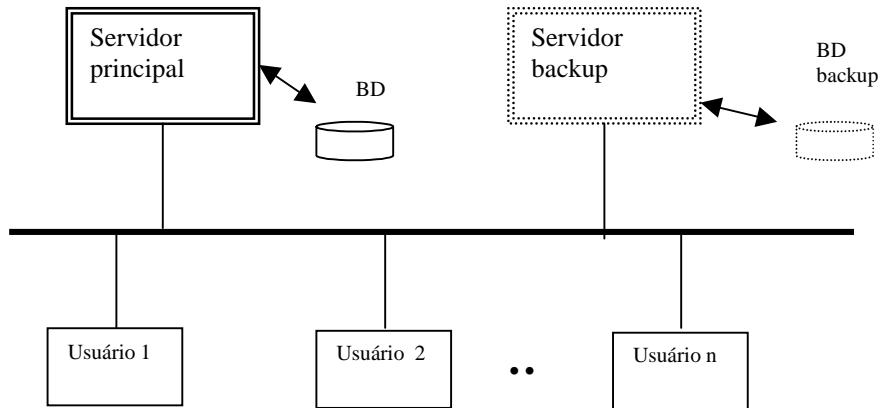 Servidor
principal
BD
Servidor
backup
BD
backup
Usuário 1
Usuário 2
Usuário n